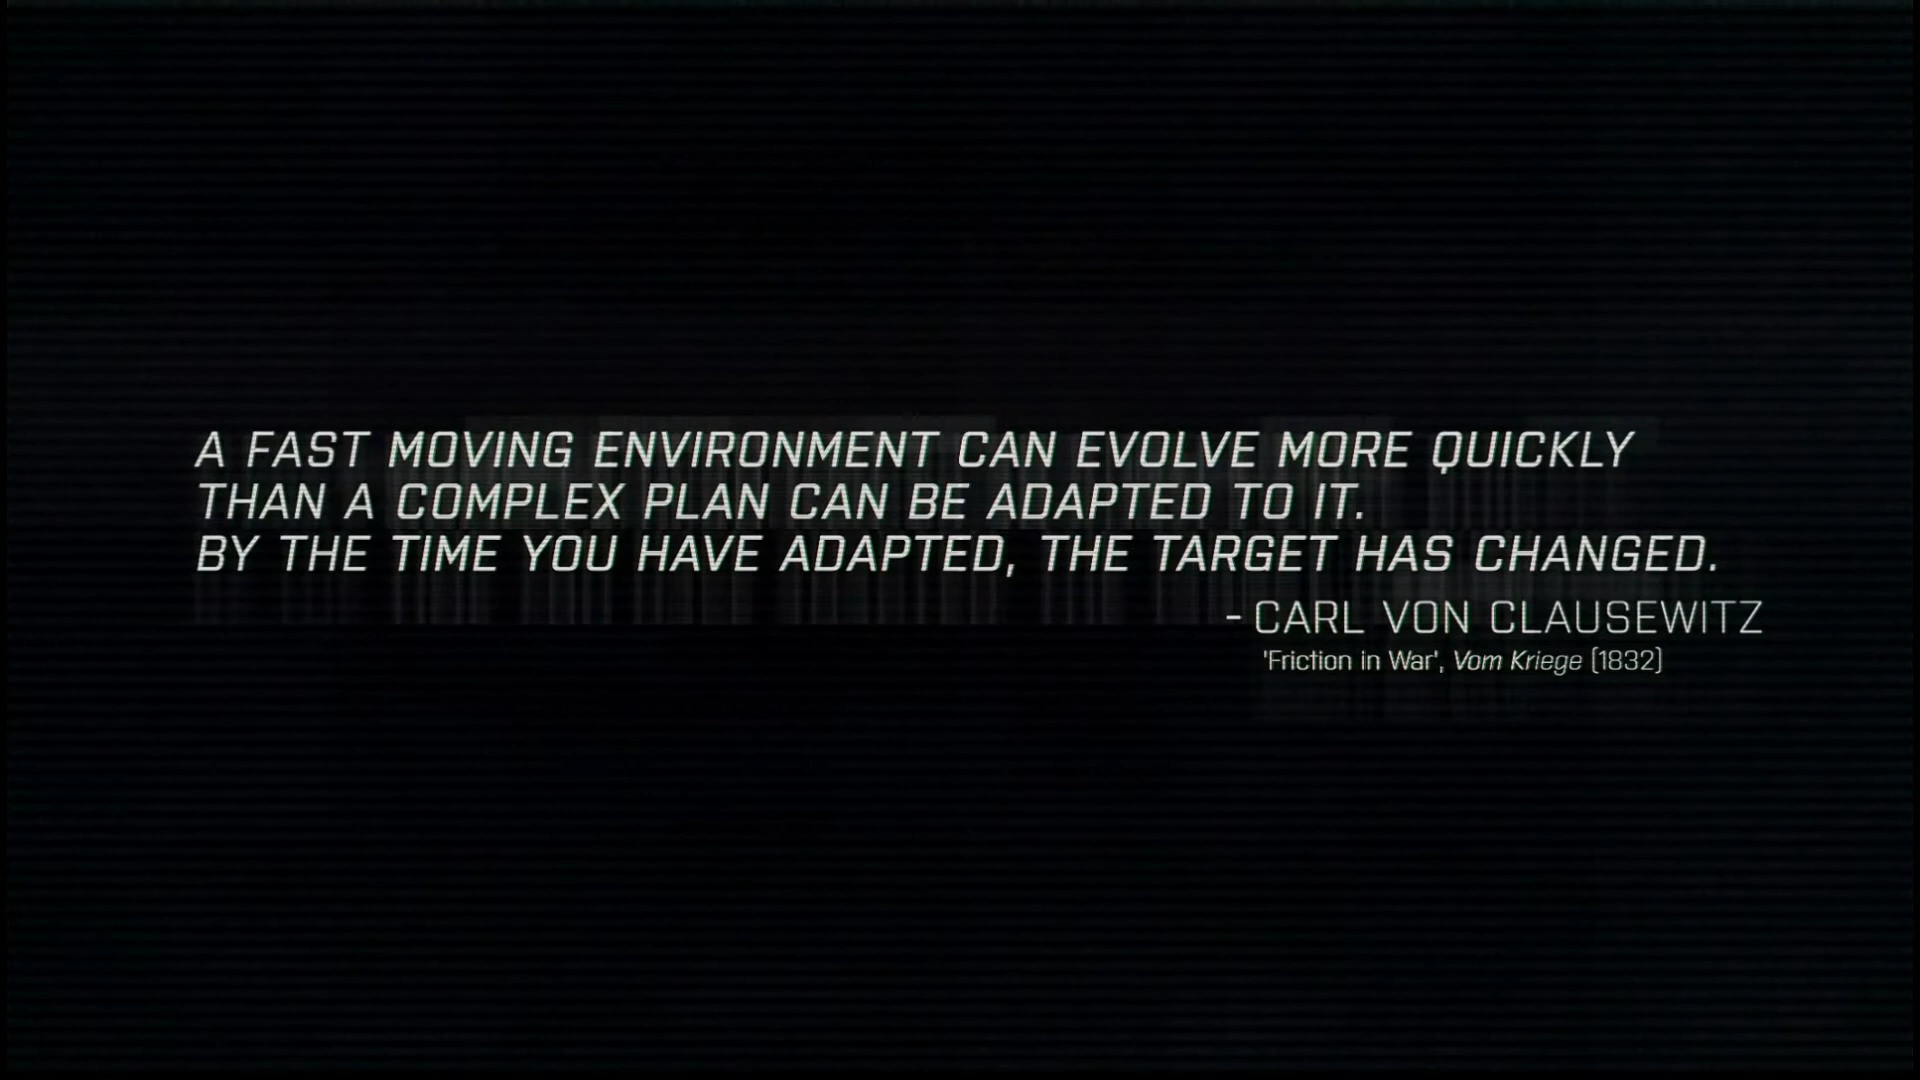 A FAST MOVING ENVIRONMENT CAN EVOLVE MORE QUICKLY
THAN A COMPLEX PLAN CAN BE ADAPTED TO IT.
BY THE TIME YOU HAVE ADAPTED, THE TARGET HAS CHANGED.
- CARL VON CLAUSEWITZ
'Friction in War', Vom Kriege (1832)